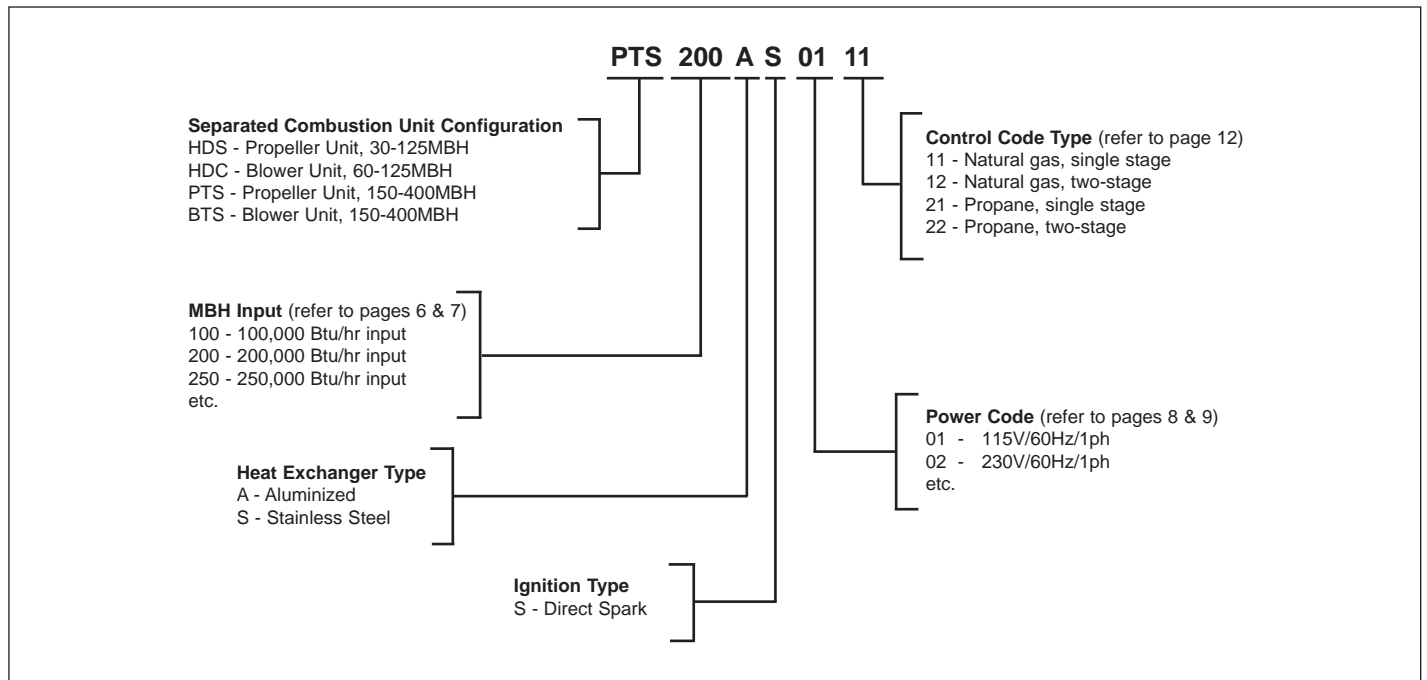 PTS 200 A S 01 11
Separated Combustion Unit Configuration
HDS - Propeller Unit, 30-125MBH
HDC - Blower Unit, 60-125MBH
PTS - Propeller Unit, 150-400MBH
BTS - Blower Unit, 150-400MBH
MBH Input (refer to pages 6 & 7)
100 - 100,000 Btu/hr input
200 - 200,000 Btu/hr input
250 - 250,000 Btu/hr input
etc.
Heat Exchanger Type
A - Aluminized
S - Stainless Steel
Ignition Type
S - Direct Spark
Control Code Type (refer to page 12)
11 - Natural gas, single stage
12 - Natural gas, two-stage
21 - Propane, single stage
22 - Propane, two-stage
Power Code (refer to pages 8 & 9)
01 - 115V/60Hz/1ph
02 - 230V/60Hz/1ph
etc.